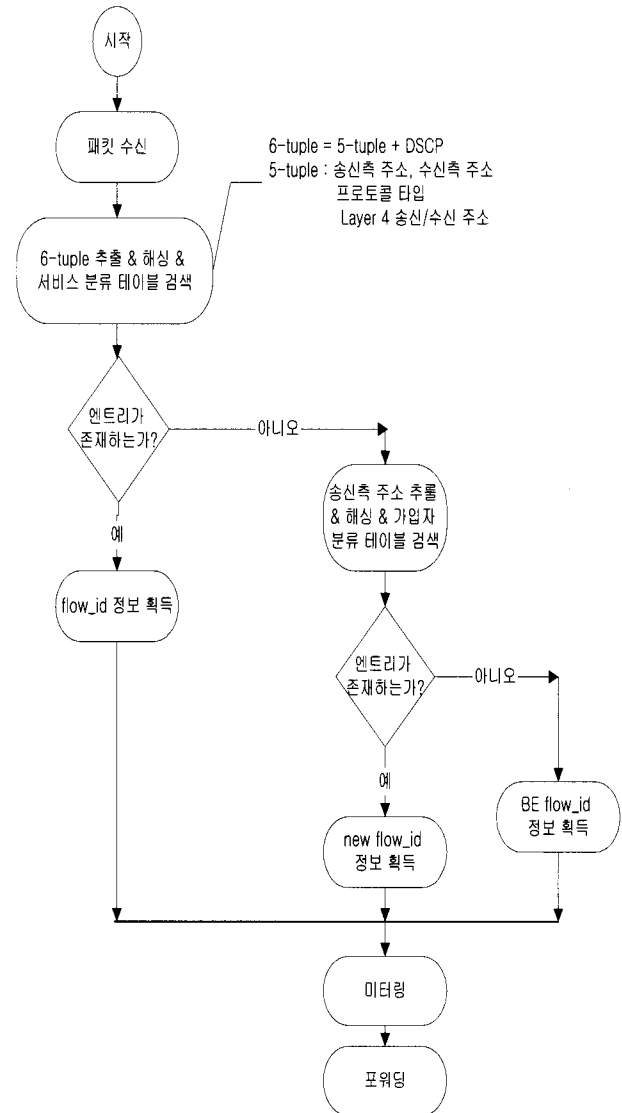 시작
패킷 수신
6-tuple = 5-tuple + DSCP
5-tuple : 송신측 주소, 수신측 주소
프로토콜 타입
Layer 4 송신/수신 주소
6-tuple 추출 & 해싱 &
서비스 분류 테이블 검색
엔트리가
존재하는가?
아니오
예
송신측 주소 추출
& 해싱 & 가입자
분류 테이블 검색
flow_id 정보 획득
엔트리가
존재하는가?
아니오
예
BE flow_id
정보 획득
new flow_id
정보 획득
미터링
포워딩